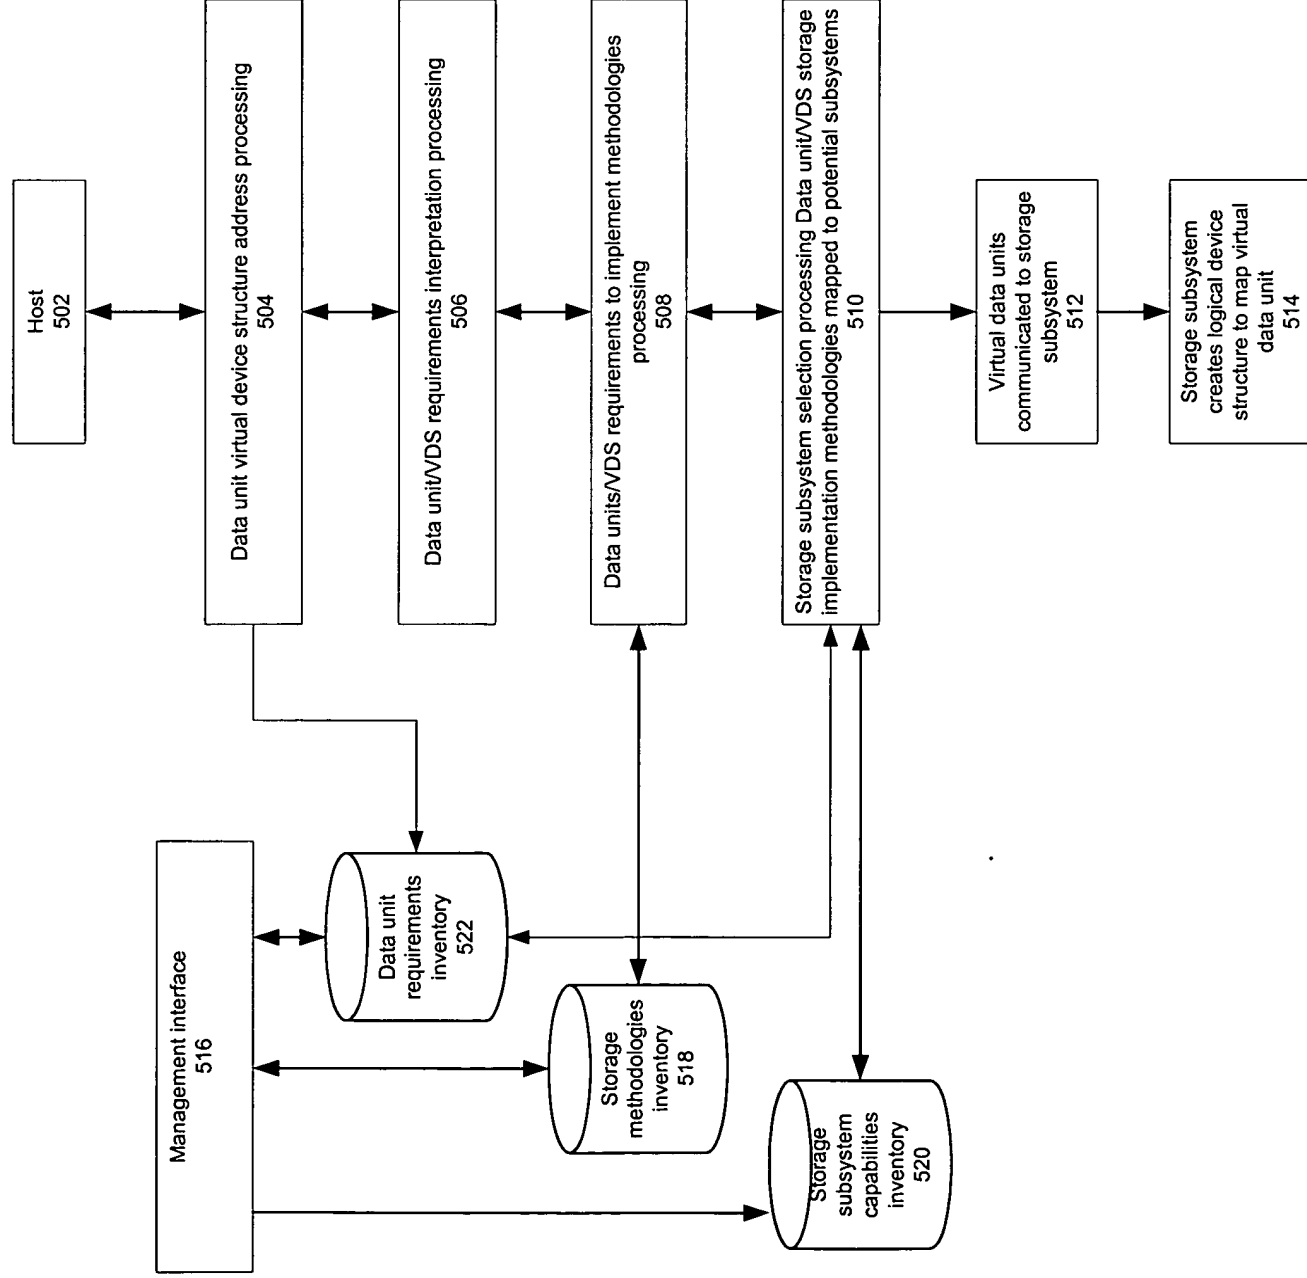 Host
502
Data unit virtual device structure address processing
504
Data unit/VDS requirements interpretation processing
506
Data units/VDS requirements to implement methodologies
processing
508
Storage subsystem selection processing Data unit/VDS storage
implementation methodologies mapped to potential subsystems
510
Virtual data units
communicated to storage
subsystem
512
Storage subsystem
creates logical device
structure to map virtual
data unit
514
Management interface
516
Data unit
requirements
inventory
522
Storage
methodologies
inventory
518
Storage
subsystem
capabilities
inventory
520